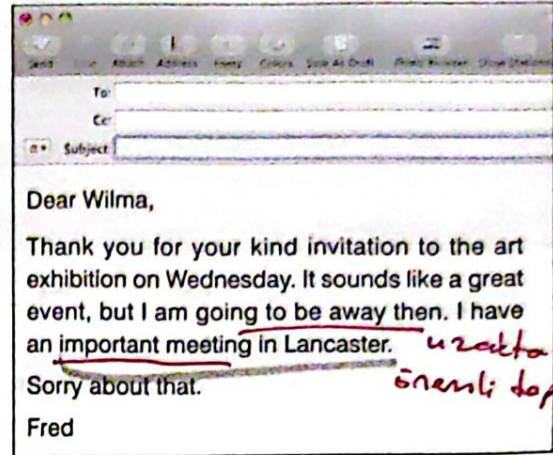 Send Attach Address Fonts Colors Save As Draft
To:
Cc:
Subject:
Dear Wilma,
Thank you for your kind invitation to the art
exhibition on Wednesday. It sounds like a great
event, but I am going to be away then. I have
an important meeting in Lancaster. uzakta
Sorry about that. önemli top
Fred